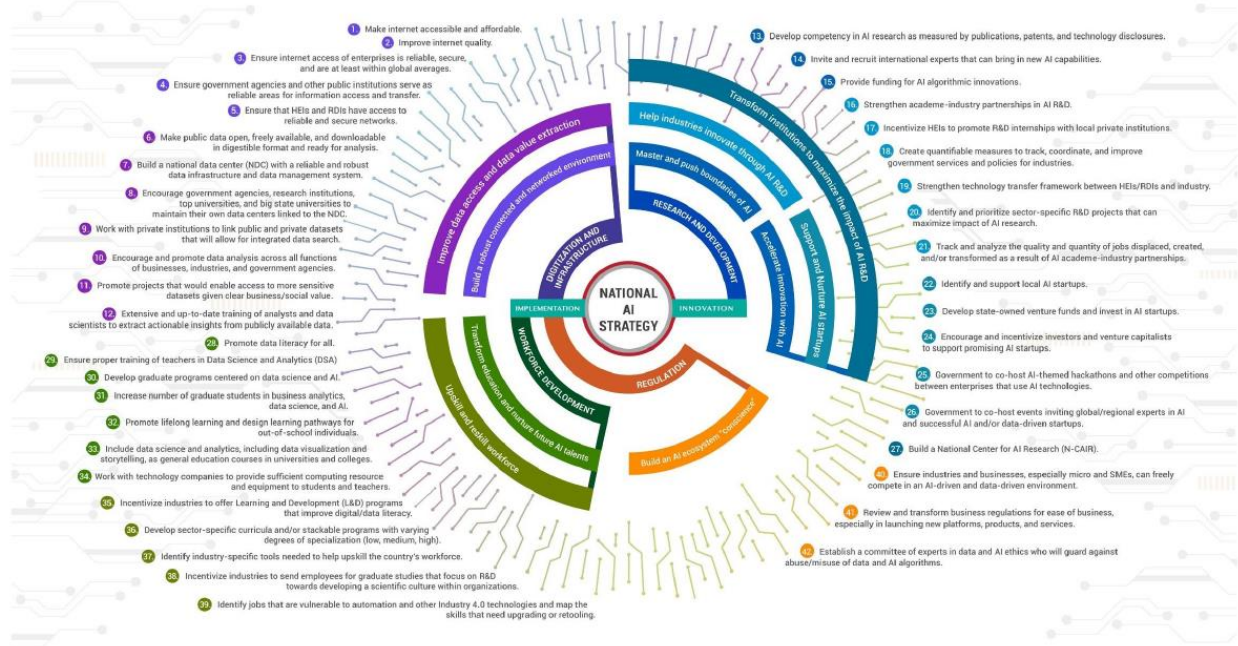 1. Make internet accessible and affordable.
2. Improve internet quality.
3. Ensure internet access of enterprises is reliable, secure,
and are at least within global averages.
4. Ensure government agencies and other public institutions serve as
reliable areas for information access and transfer.
5. Ensure that HEIs and RDIs have access to
reliable and secure networks.
6. Make public data open, freely available, and downloadable
in digestible format and ready for analysis.
7. Build a national data center (NDC) with a reliable and robust
data infrastructure and data management system.
8. Encourage government agencies, research institutions,
top universities, and big state universities to
maintain their own data centers linked to the NDC.
9. Work with private institutions to link public and private datasets
that will allow for integrated data search.
10. Encourage and promote data analysis across all functions
of businesses, industries, and government agencies.
11. Promote projects that would enable access to more sensitive
datasets given clear business/social value.
12. Extensive and up-to-date training of analysts and data
scientists to extract actionable insights from publicly available data.
28. Promote data literacy for all.
29. Ensure proper training of teachers in Data Science and Analytics (DSA).
30. Develop graduate programs centered on data science and AI.
31. Increase number of graduate students in business analytics,
data science, and AI.
32. Promote lifelong learning and design learning pathways for
out-of-school individuals.
33. Include data science and analytics, including data visualization and
storytelling, as general education courses in universities and colleges.
34. Work with technology companies to provide sufficient computing resource
and equipment to students and teachers.
35. Incentivize industries to offer Learning and Development (L&D) programs
that improve digital/data literacy.
36. Develop sector-specific curricula and/or stackable programs with varying
degrees of specialization (low, medium, high).
37. Identify industry-specific tools needed to help upskill the country's workforce.
38. Incentivize industries to send employees for graduate studies that focus on R&D
towards developing a scientific culture within organizations.
39. Identify jobs that are vulnerable to automation and other Industry 4.0 technologies and map the
skills that need upgrading or retooling.
Improve data access and data value extraction
Build a robust connected and networked environment
DIGITIZATION AND
INFRASTRUCTURE
Transform institutions to maximize the impact of AI R&D
Help industries innovate through AI R&D
Master and push boundaries of AI
RESEARCH AND DEVELOPMENT
Accelerate innovation with AI
Support and Nurture AI startups
NATIONAL
AI
STRATEGY
IMPLEMENTATION
INNOVATION
WORKFORCE DEVELOPMENT
Transform education and nurture future AI talents
Upskill and reskill workforce
REGULATION
Build an AI ecosystem "conscience"
13. Develop competency in AI research as measured by publications, patents, and technology disclosures.
14. Invite and recruit international experts that can bring in new AI capabilities.
15. Provide funding for AI algorithmic innovations.
16. Strengthen academe-industry partnerships in AI R&D.
17. Incentivize HEIs to promote R&D internships with local private institutions.
18. Create quantifiable measures to track, coordinate, and improve
government services and policies for industries.
19. Strengthen technology transfer framework between HEIs/RDIs and industry.
20. Identify and prioritize sector-specific R&D projects that can
maximize impact of AI research.
21. Track and analyze the quality and quantity of jobs displaced, created,
and/or transformed as a result of AI academe-industry partnerships.
22. Identify and support local AI startups.
23. Develop state-owned venture funds and invest in AI startups.
24. Encourage and incentivize investors and venture capitalists
to support promising AI startups.
25. Government to co-host AI-themed hackathons and other competitions
between enterprises that use AI technologies.
26. Government to co-host events inviting global/regional experts in AI
and successful AI and/or data-driven startups.
27. Build a National Center for AI Research (N-CAIR).
40. Ensure industries and businesses, especially micro and SMEs, can freely
compete in an AI-driven and data-driven environment.
41. Review and transform business regulations for ease of business,
especially in launching new platforms, products, and services.
42. Establish a committee of experts in data and AI ethics who will guard against
abuse/misuse of data and AI algorithms.